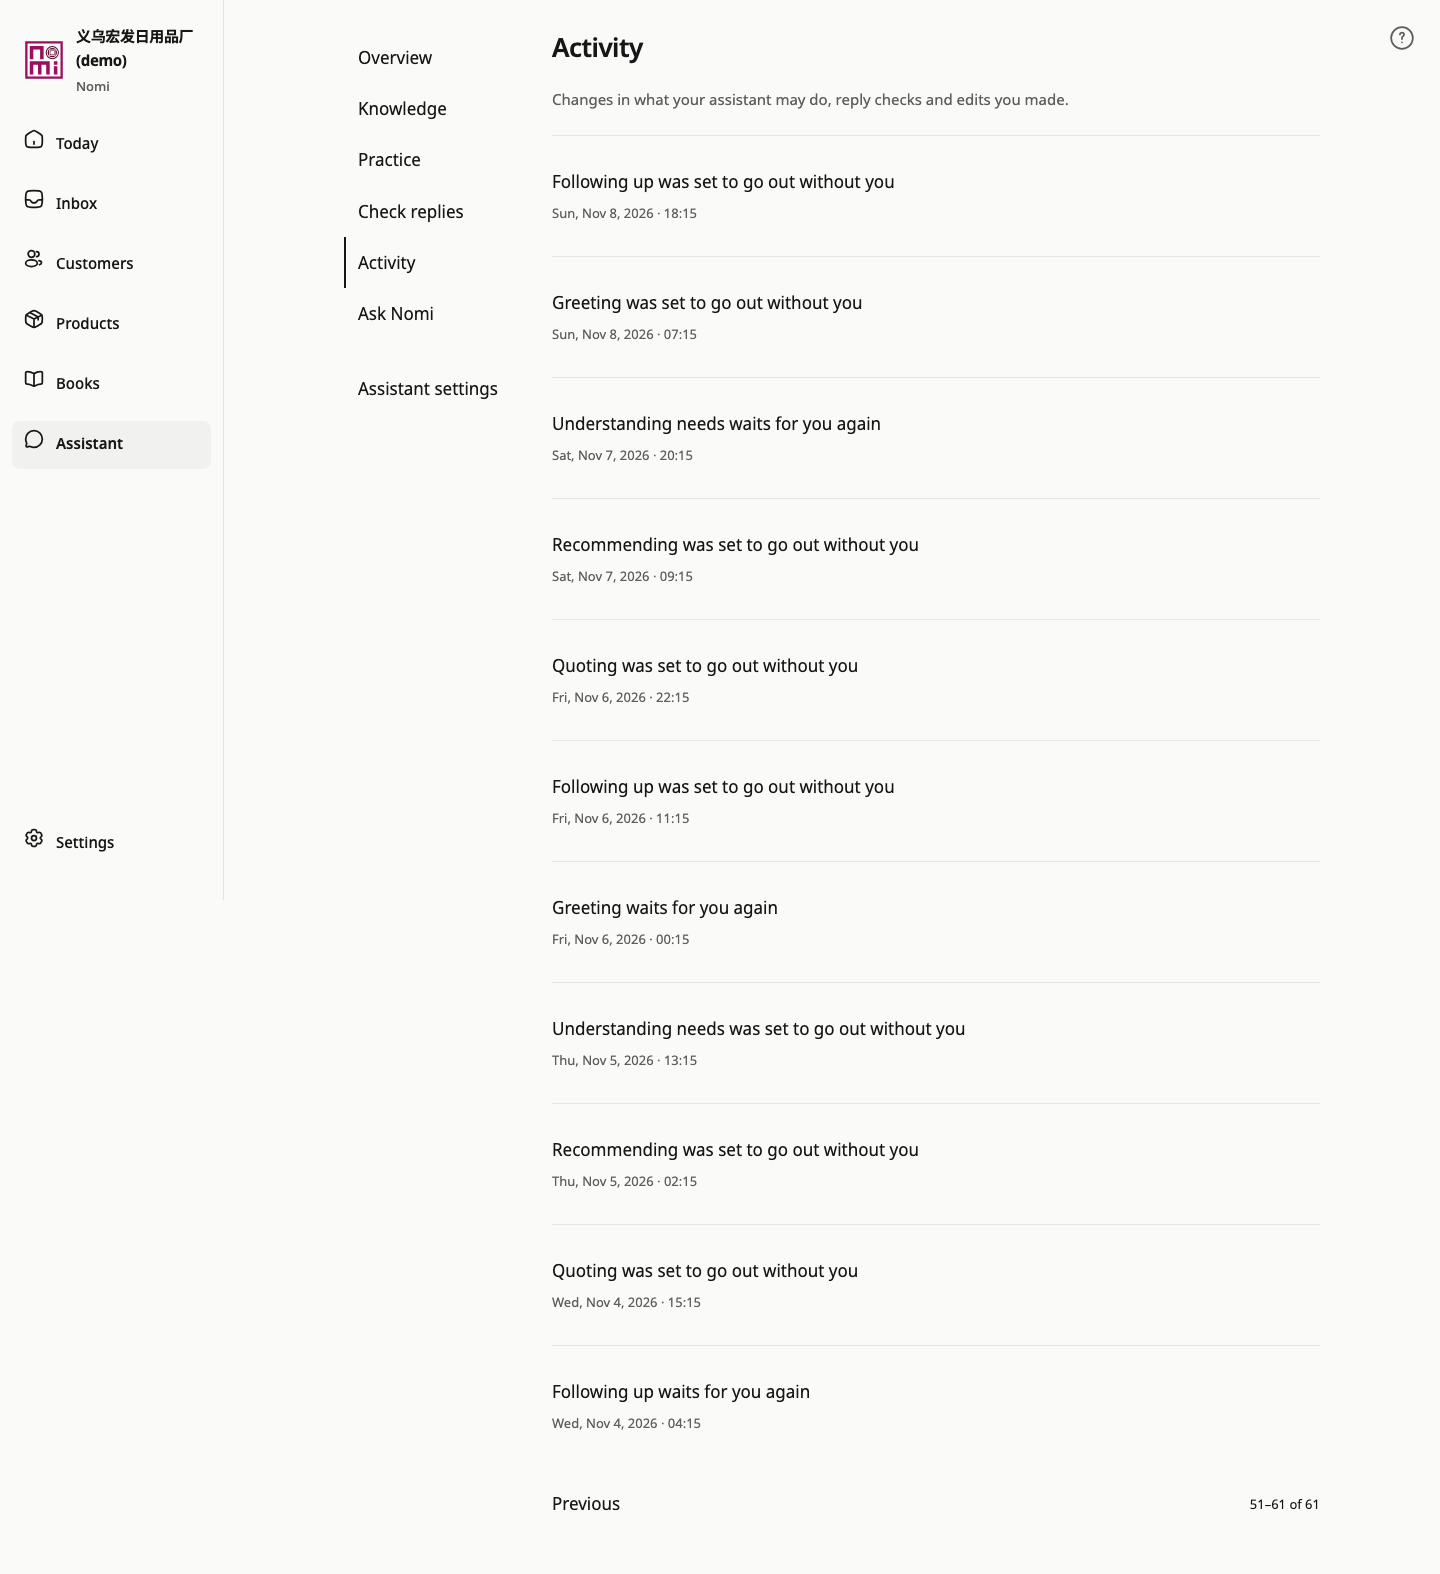 义乌宏发日用品厂
(demo)
Nomi
Today
Inbox
Customers
Products
Books
Assistant
Settings
Overview
Knowledge
Practice
Check replies
Activity
Ask Nomi
Assistant settings
Activity
Changes in what your assistant may do, reply checks and edits you made.
Following up was set to go out without you
Sun, Nov 8, 2026 · 18:15
Greeting was set to go out without you
Sun, Nov 8, 2026 · 07:15
Understanding needs waits for you again
Sat, Nov 7, 2026 · 20:15
Recommending was set to go out without you
Sat, Nov 7, 2026 · 09:15
Quoting was set to go out without you
Fri, Nov 6, 2026 · 22:15
Following up was set to go out without you
Fri, Nov 6, 2026 · 11:15
Greeting waits for you again
Fri, Nov 6, 2026 · 00:15
Understanding needs was set to go out without you
Thu, Nov 5, 2026 · 13:15
Recommending was set to go out without you
Thu, Nov 5, 2026 · 02:15
Quoting was set to go out without you
Wed, Nov 4, 2026 · 15:15
Following up waits for you again
Wed, Nov 4, 2026 · 04:15
Previous
51–61 of 61